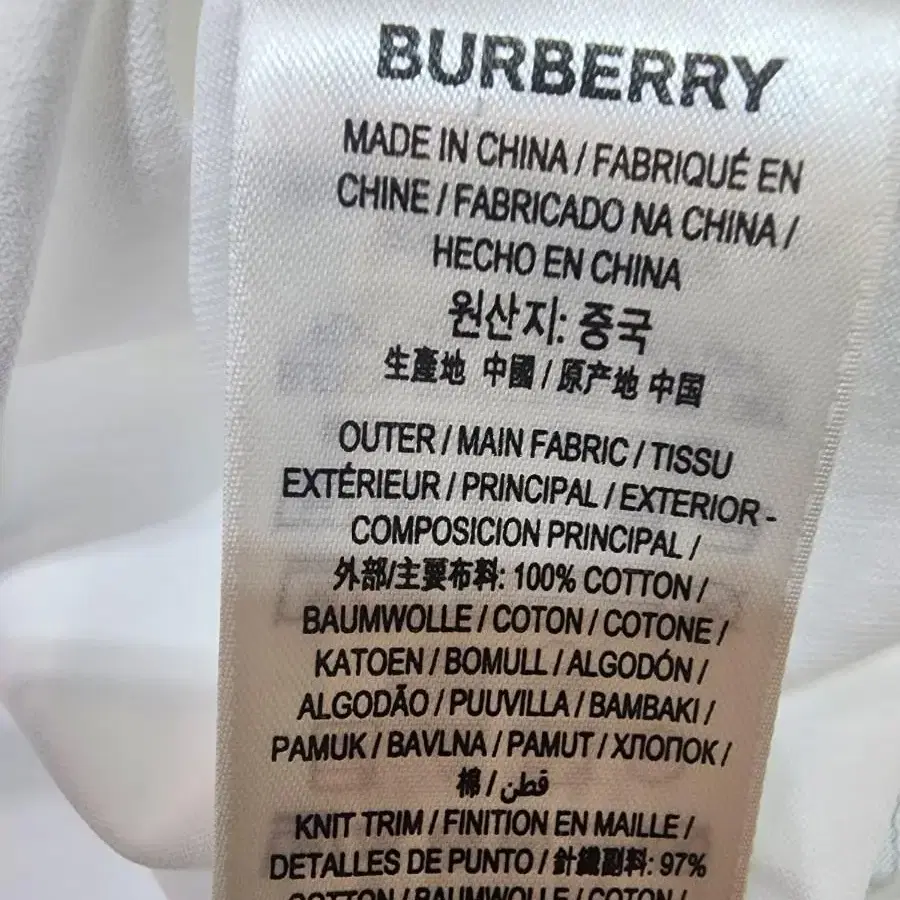 BURBERRY
MADE IN CHINA / FABRIQUÉ EN
CHINE / FABRICADO NA CHINA /
HECHO EN CHINA
원산지: 중국
生產地 中國 / 原产地 中国
OUTER / MAIN FABRIC / TISSU
EXTÉRIEUR / PRINCIPAL / EXTERIOR -
COMPOSICION PRINCIPAL /
外部/主要布料: 100% COTTON /
BAUMWOLLE / COTON / COTONE /
KATOEN / BOMULL / ALGODÓN /
ALGODÃO / PUUVILLA / BAMBAKI /
PAMUK / BAVLNA / PAMUT / ХЛОПОК /
棉 / قطن
KNIT TRIM / FINITION EN MAILLE /
DETALLES DE PUNTO / 針織副料: 97%
COTTON / BAUMWOLLE / COTON /